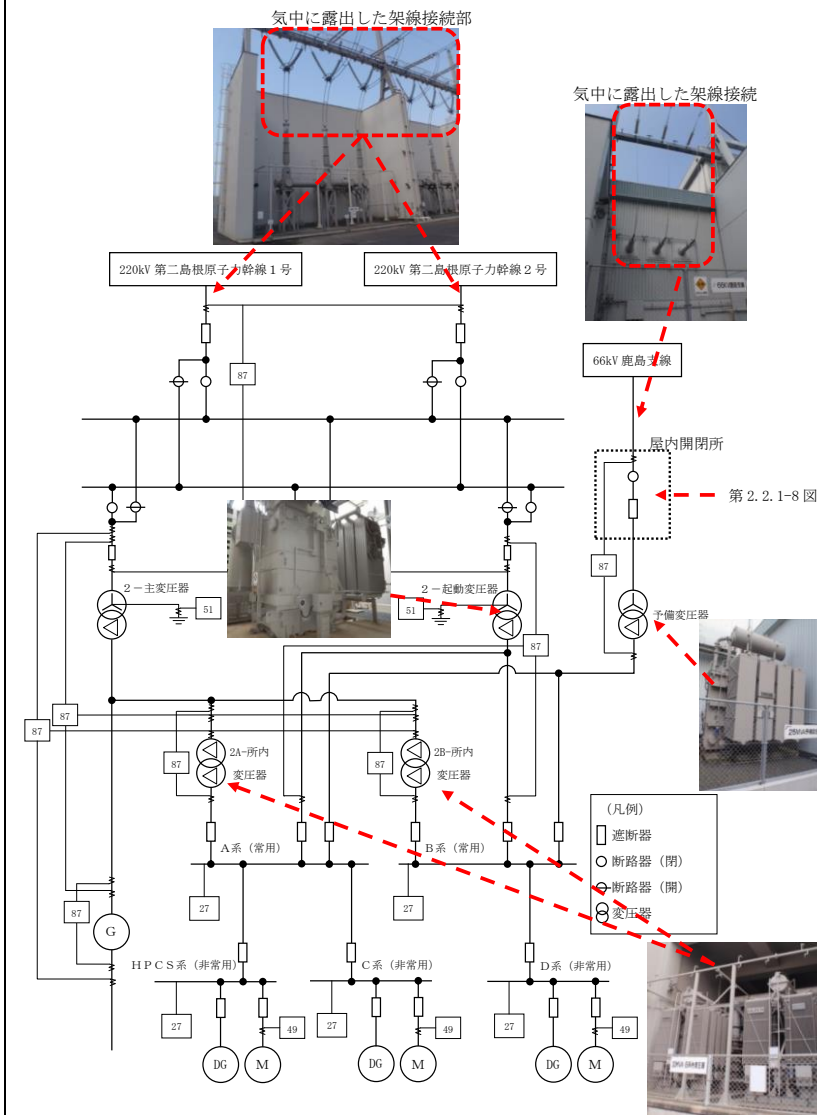 気中に露出した架線接続部
気中に露出した架線接続
220kV 第二島根原子力幹線１号
220kV 第二島根原子力幹線２号
66kV 鹿島支線
87
屋内開閉所
第 2.2.1-8 図
87
２－主変圧器
51
２－起動変圧器
51
予備変圧器
87
87
87
2A-所内
変圧器
87
2B-所内
変圧器
87
(凡例)
遮断器
断路器（閉）
断路器（開）
変圧器
Ａ系（常用）
Ｂ系（常用）
27
27
87
G
ＨＰＣＳ系（非常用）
Ｃ系（非常用）
Ｄ系（非常用）
27
49
27
49
27
49
DG
M
DG
M
DG
M